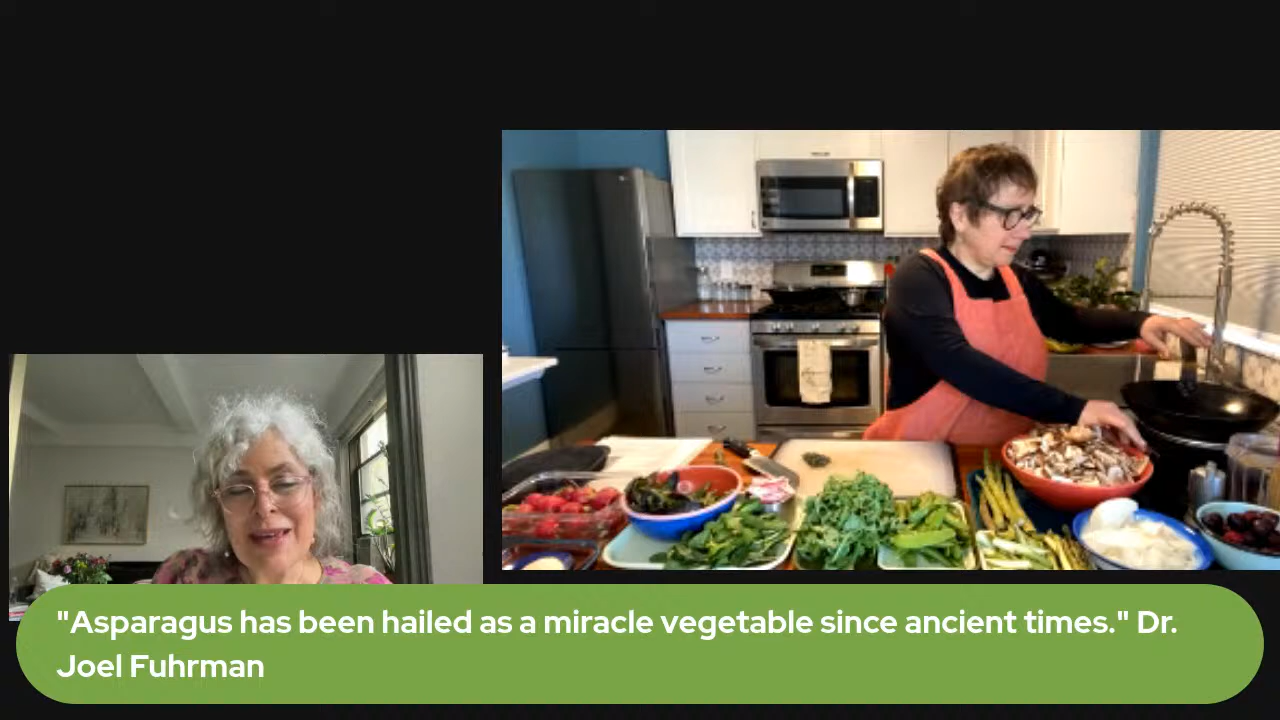 "Asparagus has been hailed as a miracle vegetable since ancient times." Dr.
Joel Fuhrman